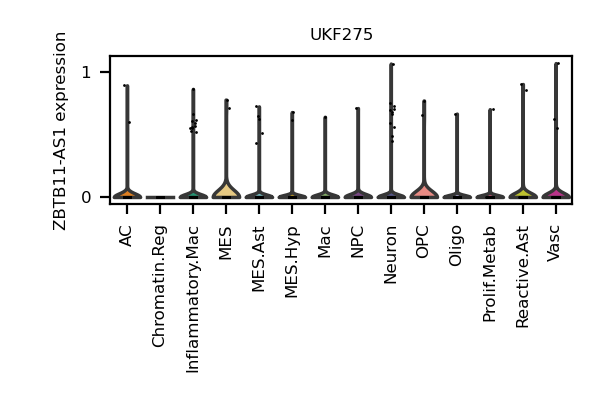 UKF275
ZBTB11-AS1 expression
1
0
AC
Chromatin.Reg
Inflammatory.Mac
MES
MES.Ast
MES.Hyp
Mac
NPC
Neuron
OPC
Oligo
Prolif.Metab
Reactive.Ast
Vasc